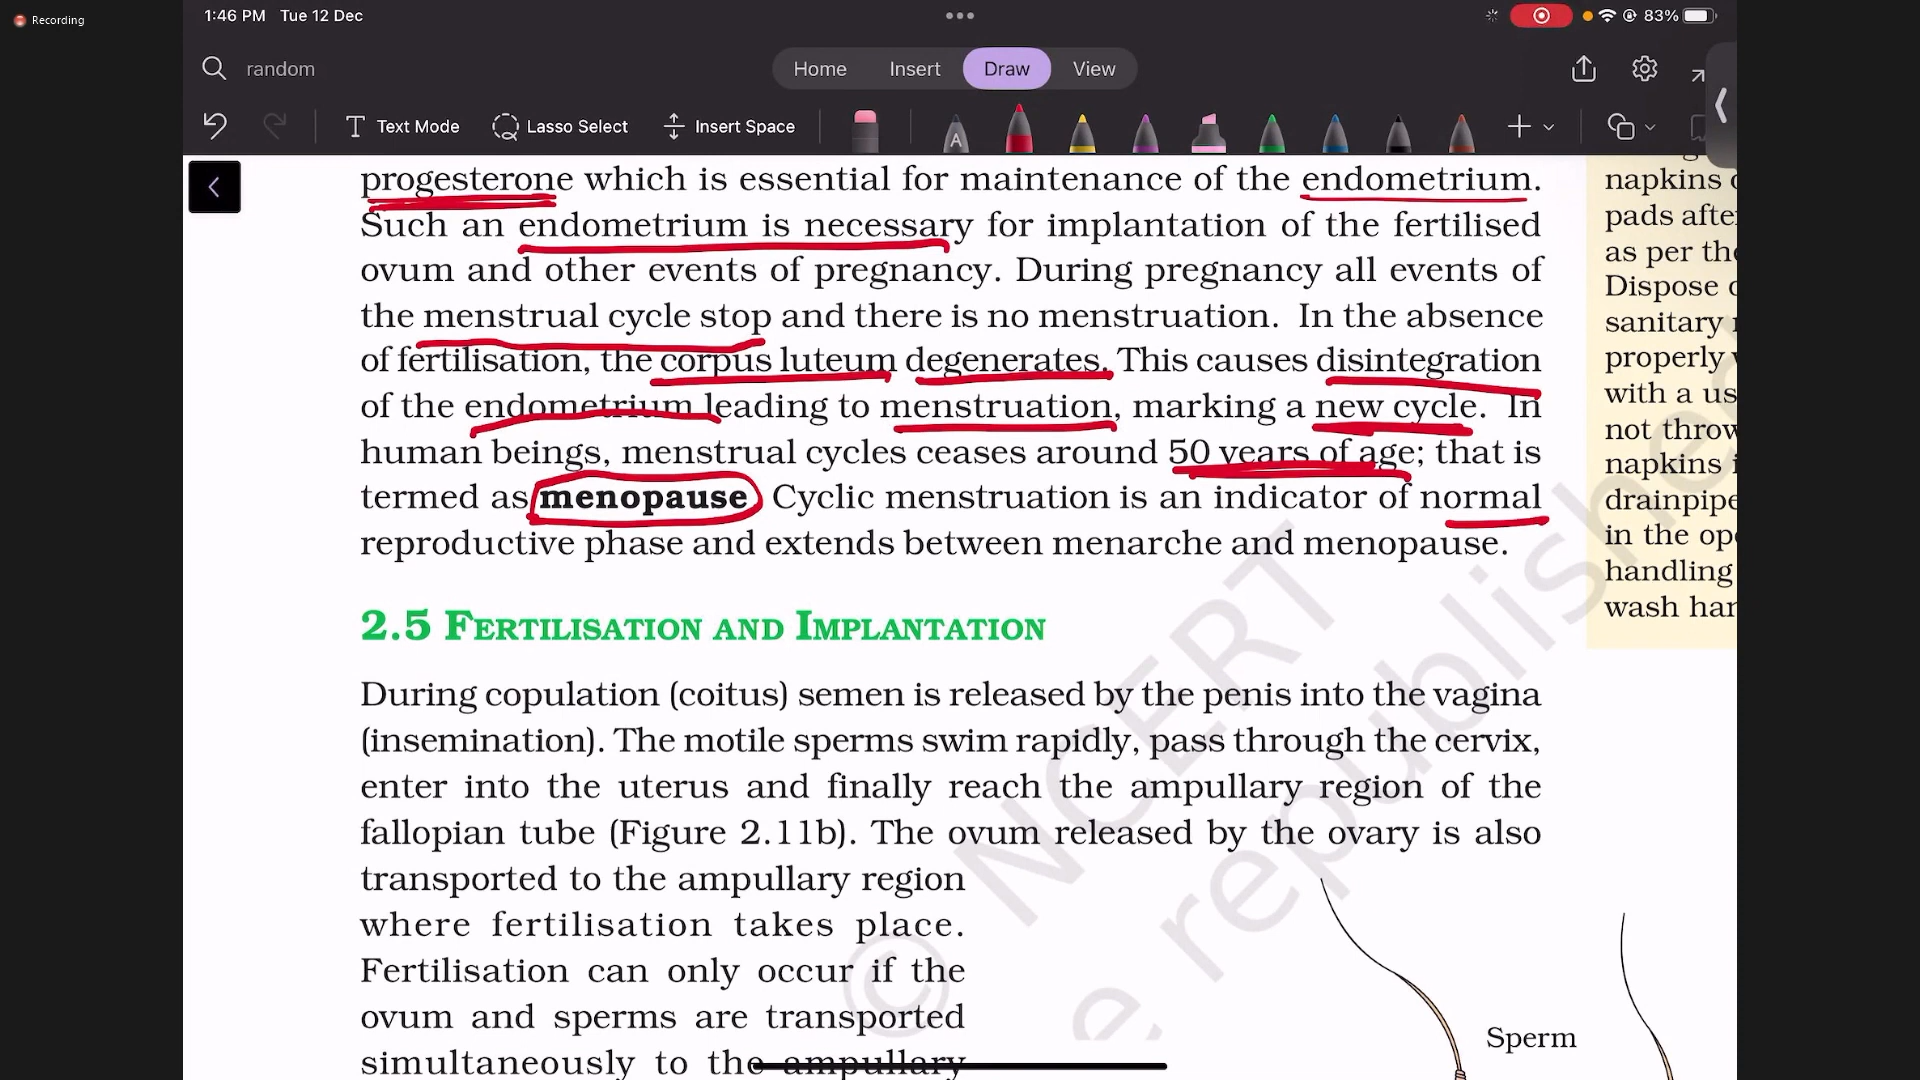 Recording
1:46 PM Tue 12 Dec
83%
random
Home Insert Draw View
Text Mode Lasso Select Insert Space
A
progesterone which is essential for maintenance of the endometrium.
Such an endometrium is necessary for implantation of the fertilised
ovum and other events of pregnancy. During pregnancy all events of
the menstrual cycle stop and there is no menstruation. In the absence
of fertilisation, the corpus luteum degenerates. This causes disintegration
of the endometrium leading to menstruation, marking a new cycle. In
human beings, menstrual cycles ceases around 50 years of age; that is
termed as menopause Cyclic menstruation is an indicator of normal
reproductive phase and extends between menarche and menopause.
2.5 FERTILISATION AND IMPLANTATION
During copulation (coitus) semen is released by the penis into the vagina
(insemination). The motile sperms swim rapidly, pass through the cervix,
enter into the uterus and finally reach the ampullary region of the
fallopian tube (Figure 2.11b). The ovum released by the ovary is also
transported to the ampullary region
where fertilisation takes place.
Fertilisation can only occur if the
ovum and sperms are transported
simultaneously to the ampullary
napkins
pads
as per
Dispose
sanitary
properly
with a
not
napkins
drainpipe
in the
handling
wash
Sperm
© NCERT
republished